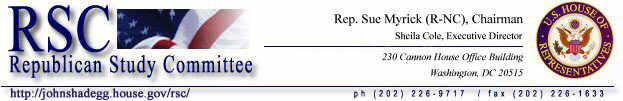 RSC
Republican Study Committee
Rep. Sue Myrick (R-NC), Chairman
Sheila Cole, Executive Director
230 Cannon House Office Building
Washington, DC 20515
U.S. HOUSE OF
REPRESENTATIVES
http://johnshadegg.house.gov/rsc/
ph (202) 226-9717 / fax (202) 226-1633